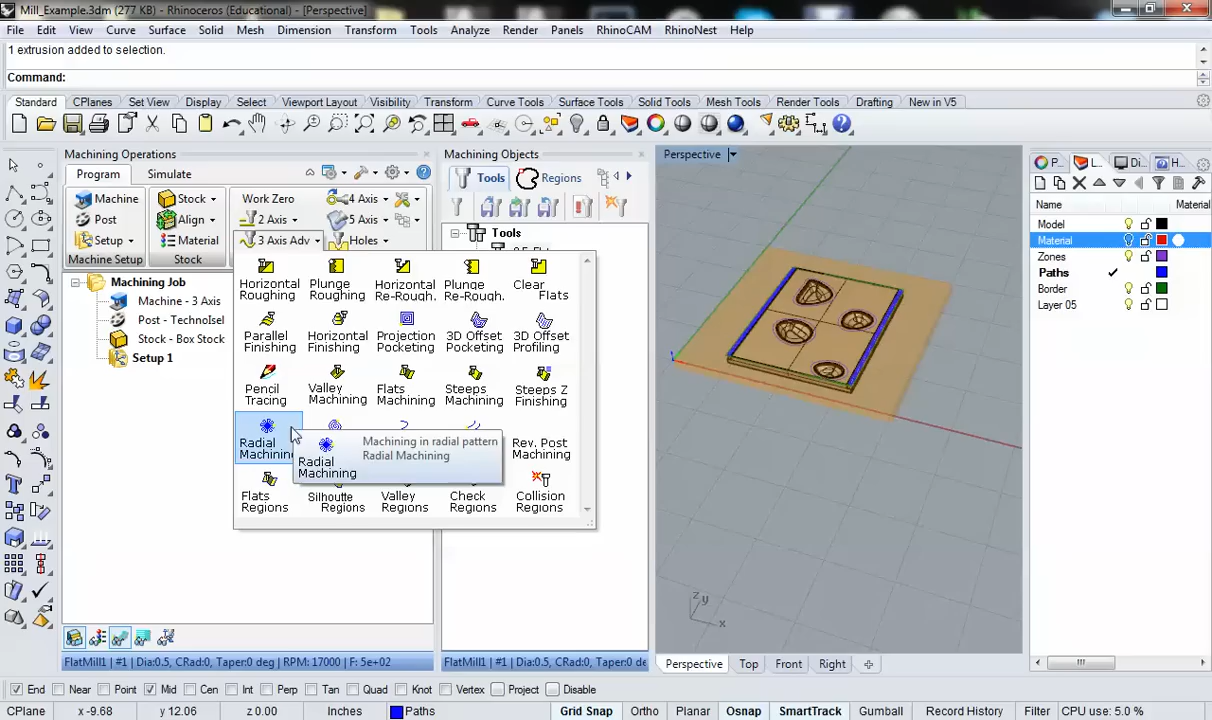 Mill_Example.3dm (277 KB) - Rhinoceros (Educational) - [Perspective]
File Edit View Curve Surface Solid Mesh Dimension Transform Tools Analyze Render Panels RhinoCAM RhinoNest Help
1 extrusion added to selection.
Command:
Standard CPlanes Set View Display Select Viewport Layout Visibility Transform Curve Tools Surface Tools Solid Tools Mesh Tools Render Tools Drafting New in V5
Machining Operations
Program Simulate
Machine Stock Work Zero 4 Axis
Post Align 2 Axis 5 Axis
Setup Material 3 Axis Adv Holes
Machine Setup Stock
Machining Job
Machine - 3 Axis
Post - TechnoIsel
Stock - Box Stock
Setup 1
Horizontal Roughing
Plunge Roughing
Horizontal Re-Rough.
Plunge Re-Rough.
Clear Flats
Parallel Finishing
Horizontal Finishing
Projection Pocketing
3D Offset Pocketing
3D Offset Profiling
Pencil Tracing
Valley Machining
Flats Machining
Steeps Machining
Steeps Z Finishing
Radial Machining
Rev. Post Machining
Radial Machining
Machining in radial pattern
Radial Machining
Flats Regions
Silhoutte Regions
Valley Regions
Check Regions
Collision Regions
FlatMill1 | #1 | Dia:0.5, CRad:0, Taper:0 deg | RPM: 17000 | F: 5e+02
Machining Objects
Tools Regions
Tools
FlatMill1 | #1 | Dia:0.5, CRad:0, Taper:0 de
Perspective
z y
x
Perspective Top Front Right
P... L... Di... H...
Name Material
Model
Material
Zones
Paths
Border
Layer 05
End Near Point Mid Cen Int Perp Tan Quad Knot Vertex Project Disable
CPlane x -9.68 y 12.06 z 0.00 Inches Paths Grid Snap Ortho Planar Osnap SmartTrack Gumball Record History Filter CPU use: 5.0 %